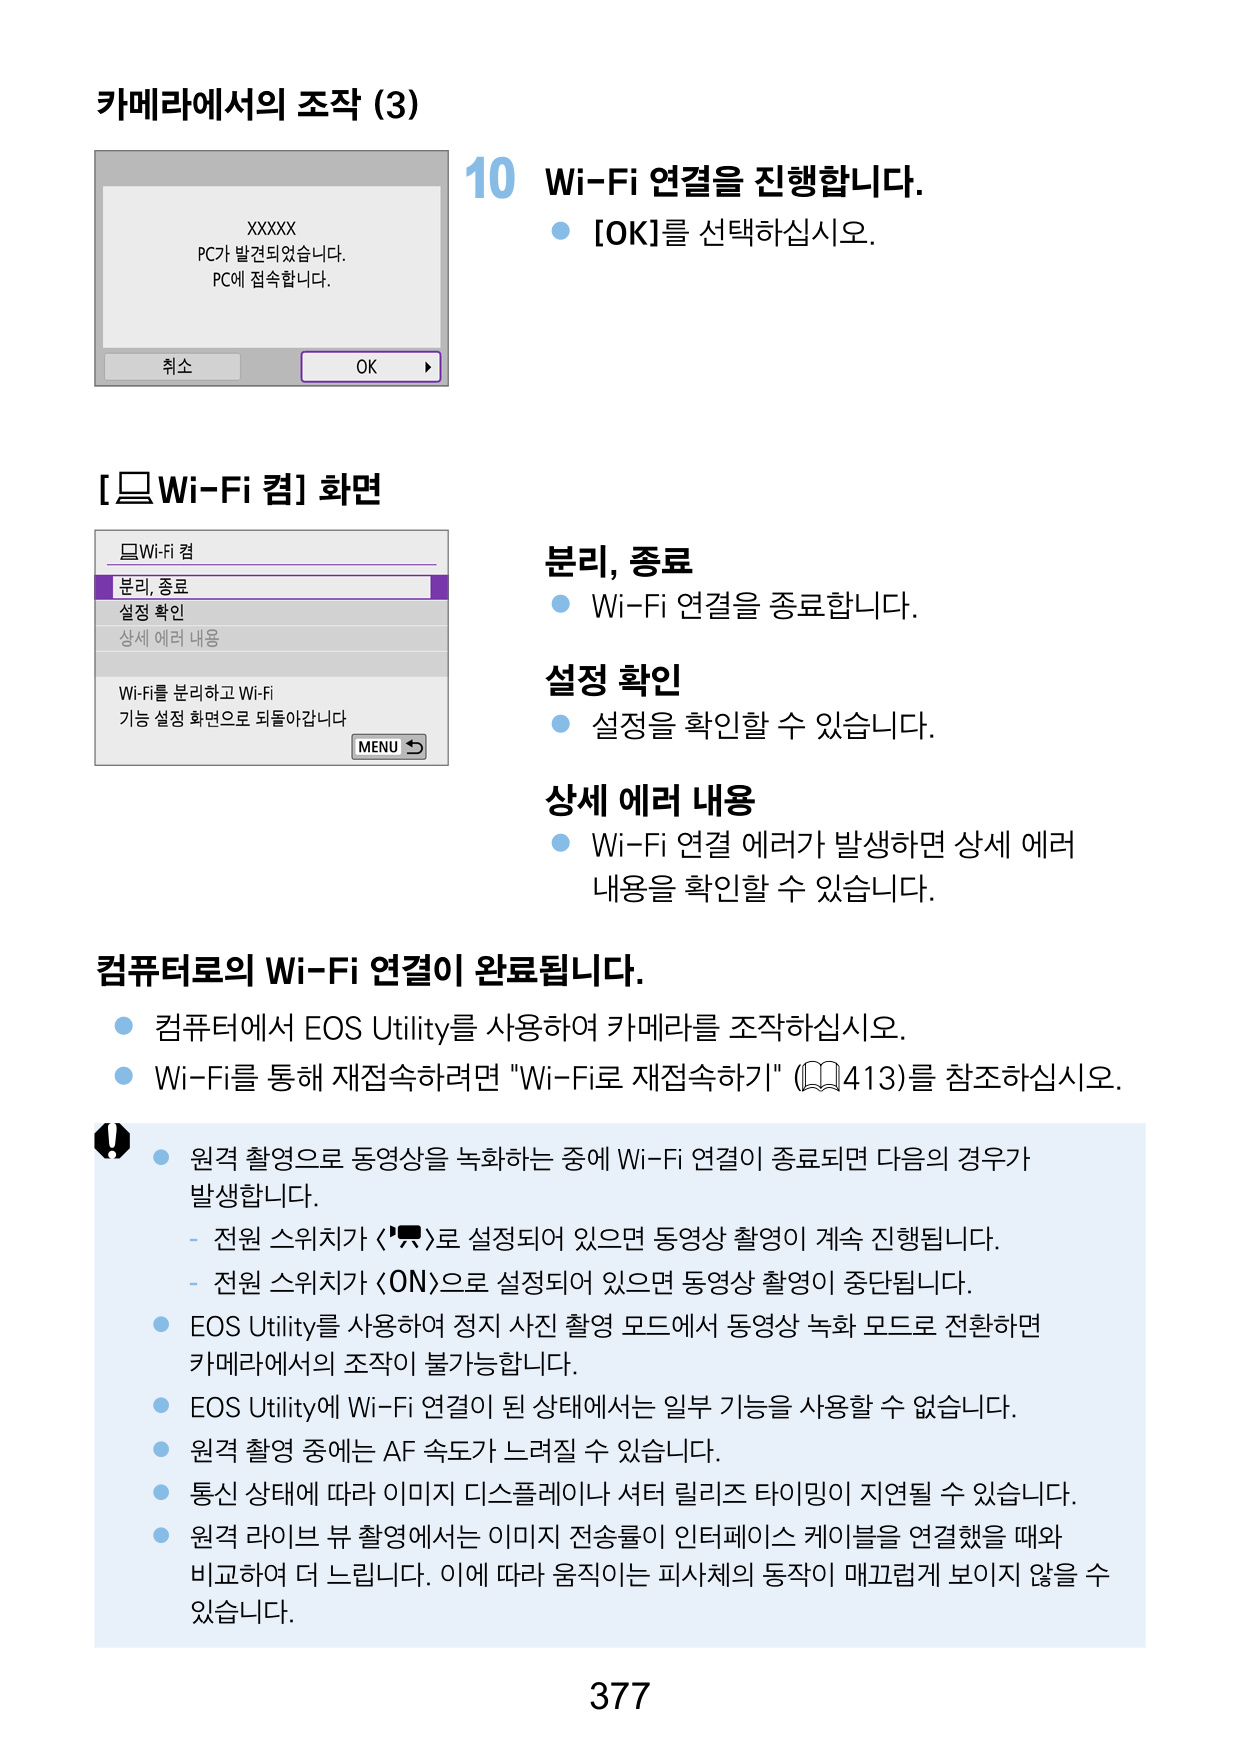 카메라에서의 조작 (3)
XXXXX
PC가 발견되었습니다.
PC에 접속합니다.
취소
OK
10 Wi-Fi 연결을 진행합니다.
● [OK]를 선택하십시오.
[Wi-Fi 켬] 화면
Wi-Fi 켬
분리, 종료
설정 확인
상세 에러 내용
Wi-Fi를 분리하고 Wi-Fi
기능 설정 화면으로 되돌아갑니다
MENU
분리, 종료
● Wi-Fi 연결을 종료합니다.
설정 확인
● 설정을 확인할 수 있습니다.
상세 에러 내용
● Wi-Fi 연결 에러가 발생하면 상세 에러
내용을 확인할 수 있습니다.
컴퓨터로의 Wi-Fi 연결이 완료됩니다.
● 컴퓨터에서 EOS Utility를 사용하여 카메라를 조작하십시오.
● Wi-Fi를 통해 재접속하려면 "Wi-Fi로 재접속하기" (413)를 참조하십시오.
● 원격 촬영으로 동영상을 녹화하는 중에 Wi-Fi 연결이 종료되면 다음의 경우가
발생합니다.
- 전원 스위치가 〈〉로 설정되어 있으면 동영상 촬영이 계속 진행됩니다.
- 전원 스위치가 〈ON〉으로 설정되어 있으면 동영상 촬영이 중단됩니다.
● EOS Utility를 사용하여 정지 사진 촬영 모드에서 동영상 녹화 모드로 전환하면
카메라에서의 조작이 불가능합니다.
● EOS Utility에 Wi-Fi 연결이 된 상태에서는 일부 기능을 사용할 수 없습니다.
● 원격 촬영 중에는 AF 속도가 느려질 수 있습니다.
● 통신 상태에 따라 이미지 디스플레이나 셔터 릴리즈 타이밍이 지연될 수 있습니다.
● 원격 라이브 뷰 촬영에서는 이미지 전송률이 인터페이스 케이블을 연결했을 때와
비교하여 더 느립니다. 이에 따라 움직이는 피사체의 동작이 매끄럽게 보이지 않을 수
있습니다.
377